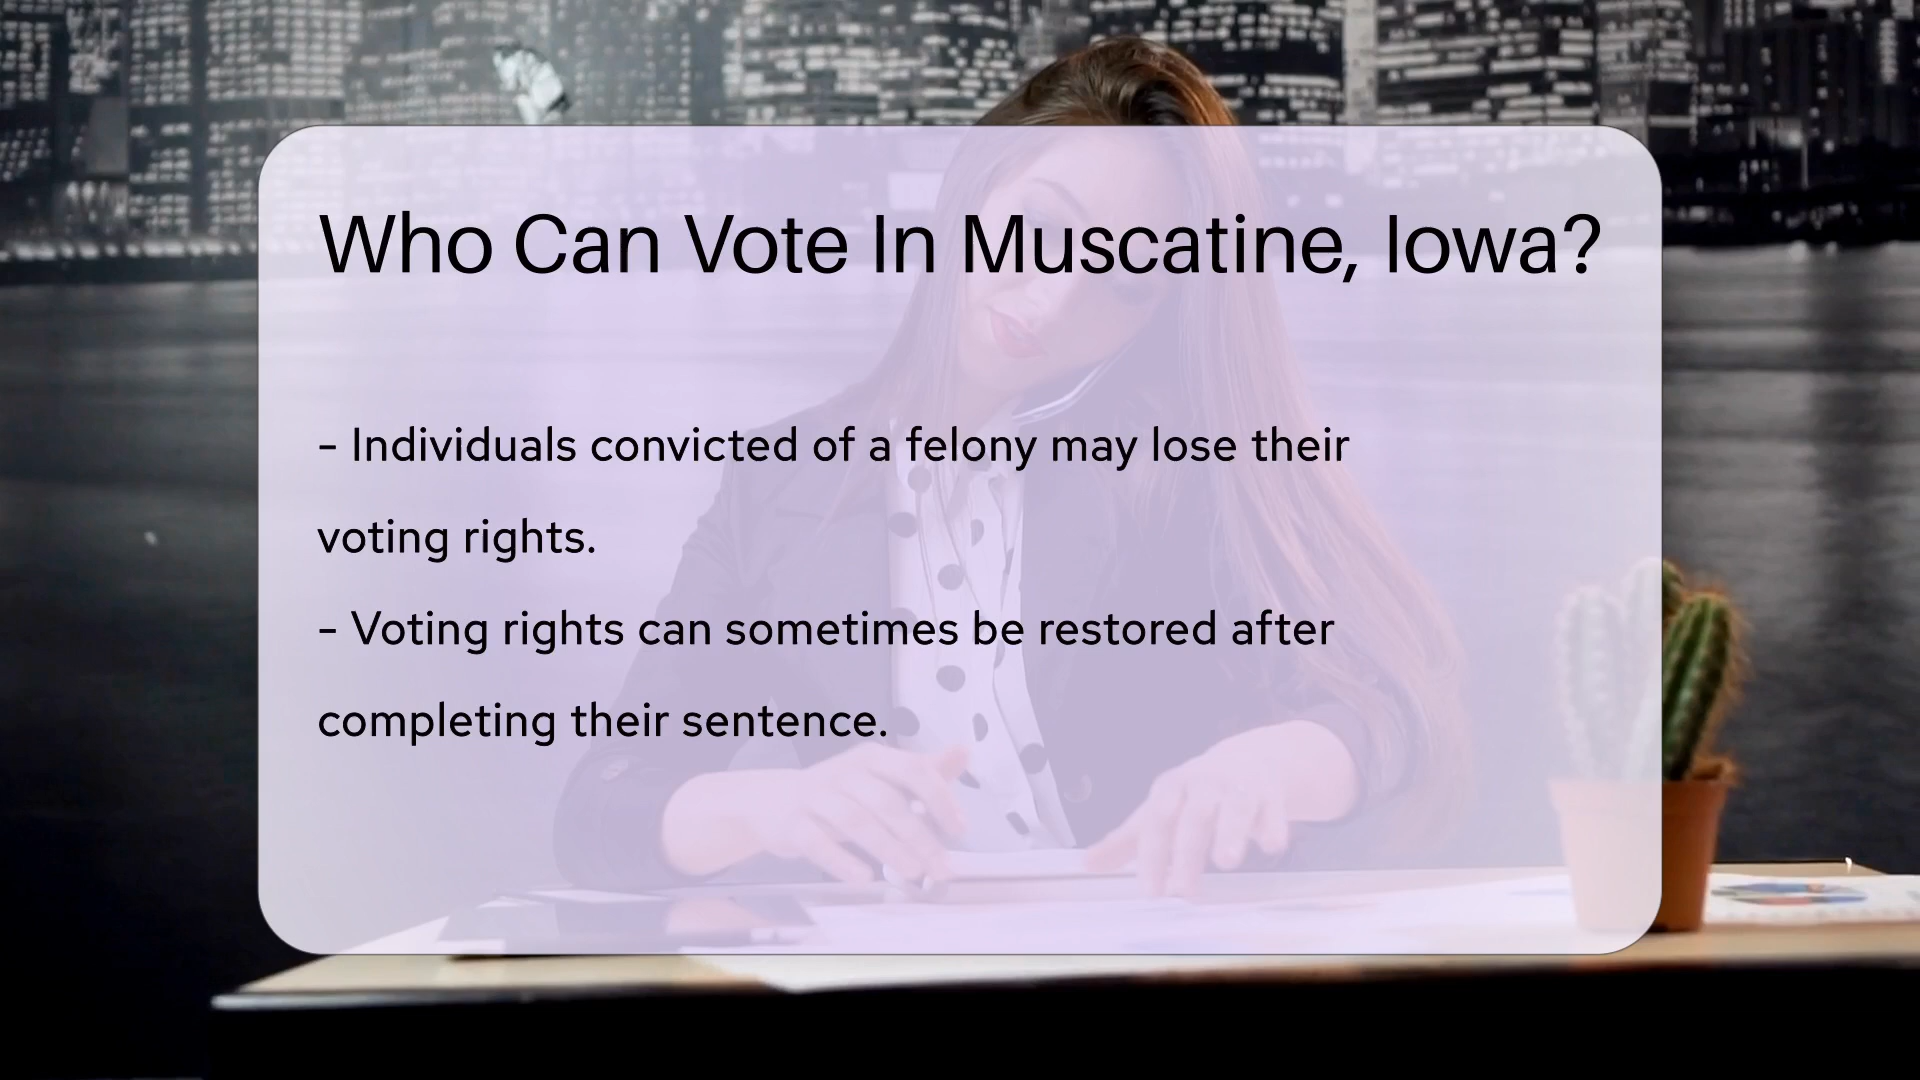 Who Can Vote In Muscatine, Iowa?
- Individuals convicted of a felony may lose their
voting rights.
- Voting rights can sometimes be restored after
completing their sentence.